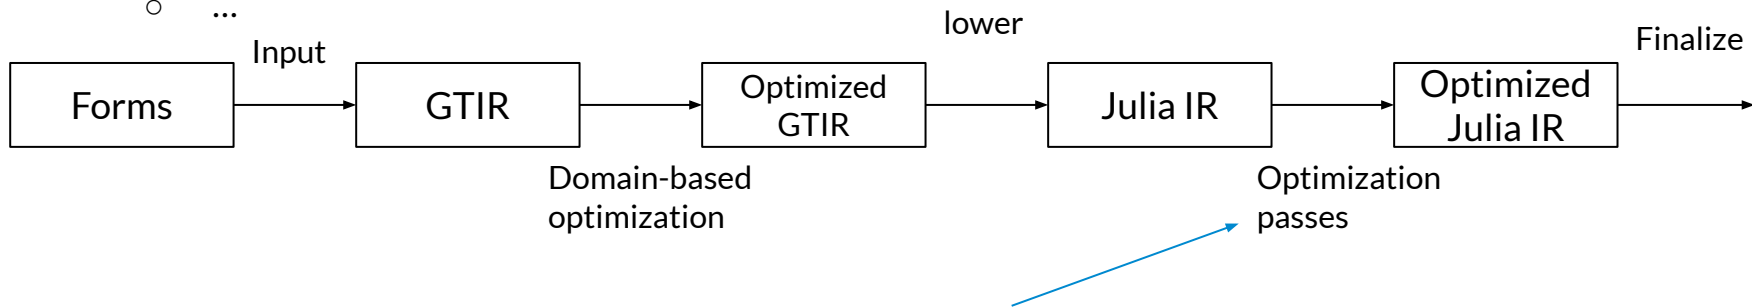 ○ ...
Input
lower
Finalize
Forms
GTIR
Optimized
GTIR
Julia IR
Optimized
Julia IR
Domain-based
optimization
Optimization
passes